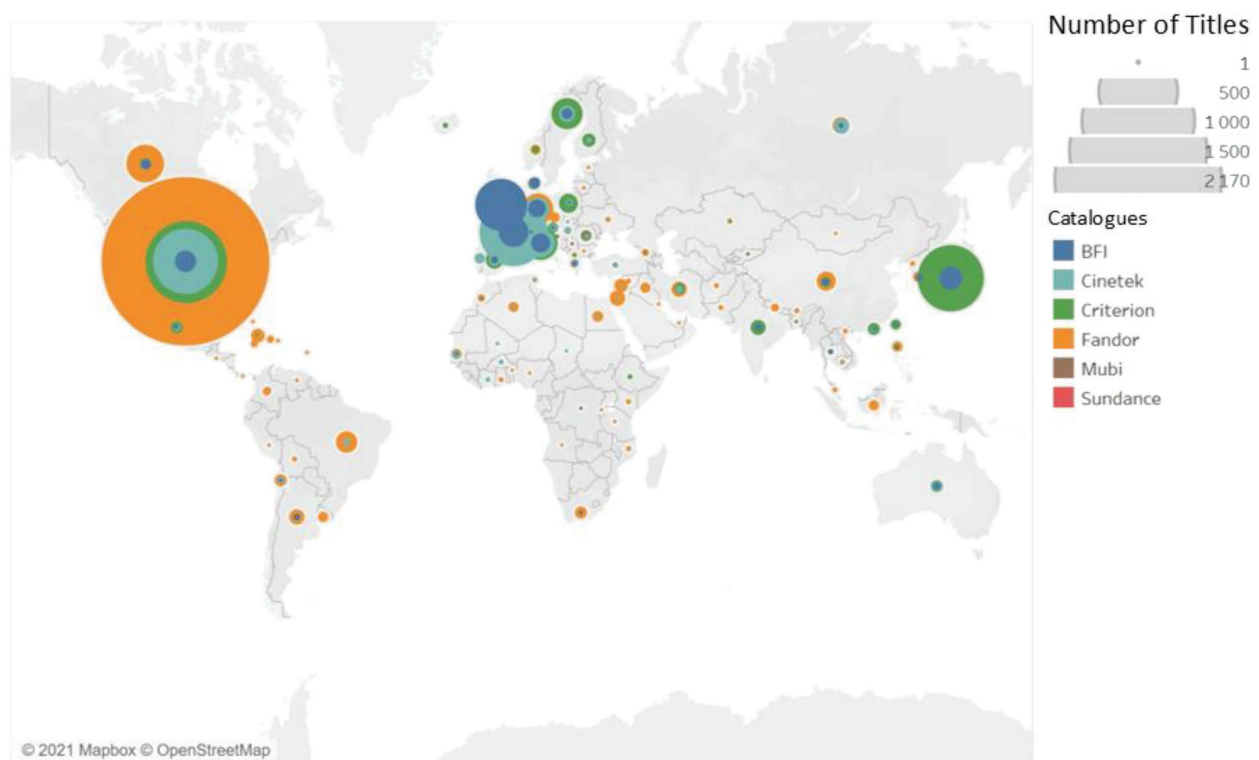 Number of Titles
1
500
1 000
1 500
2 170
Catalogues
BFI
Cinetek
Criterion
Fandor
Mubi
Sundance
© 2021 Mapbox © OpenStreetMap